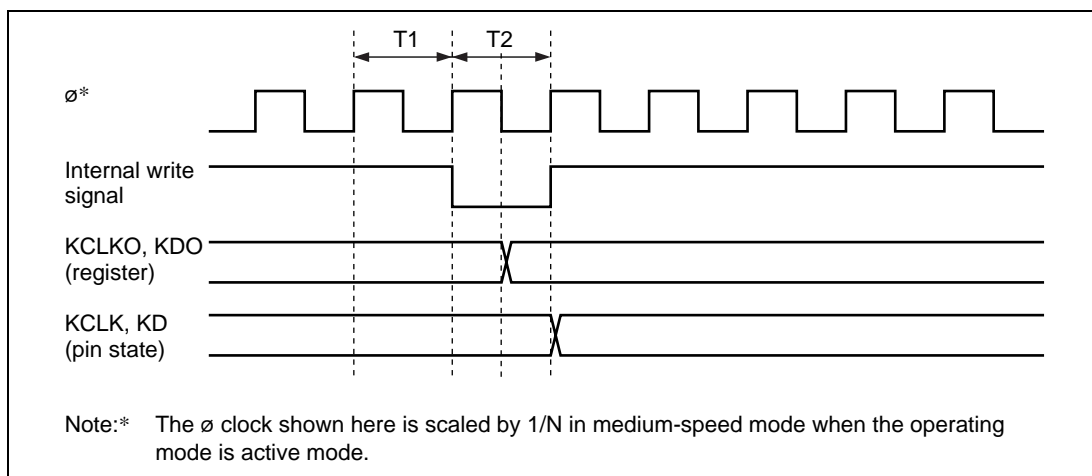 T1 T2
ø*
Internal write
signal
KCLKO, KDO
(register)
KCLK, KD
(pin state)
Note:* The ø clock shown here is scaled by 1/N in medium-speed mode when the operating
mode is active mode.